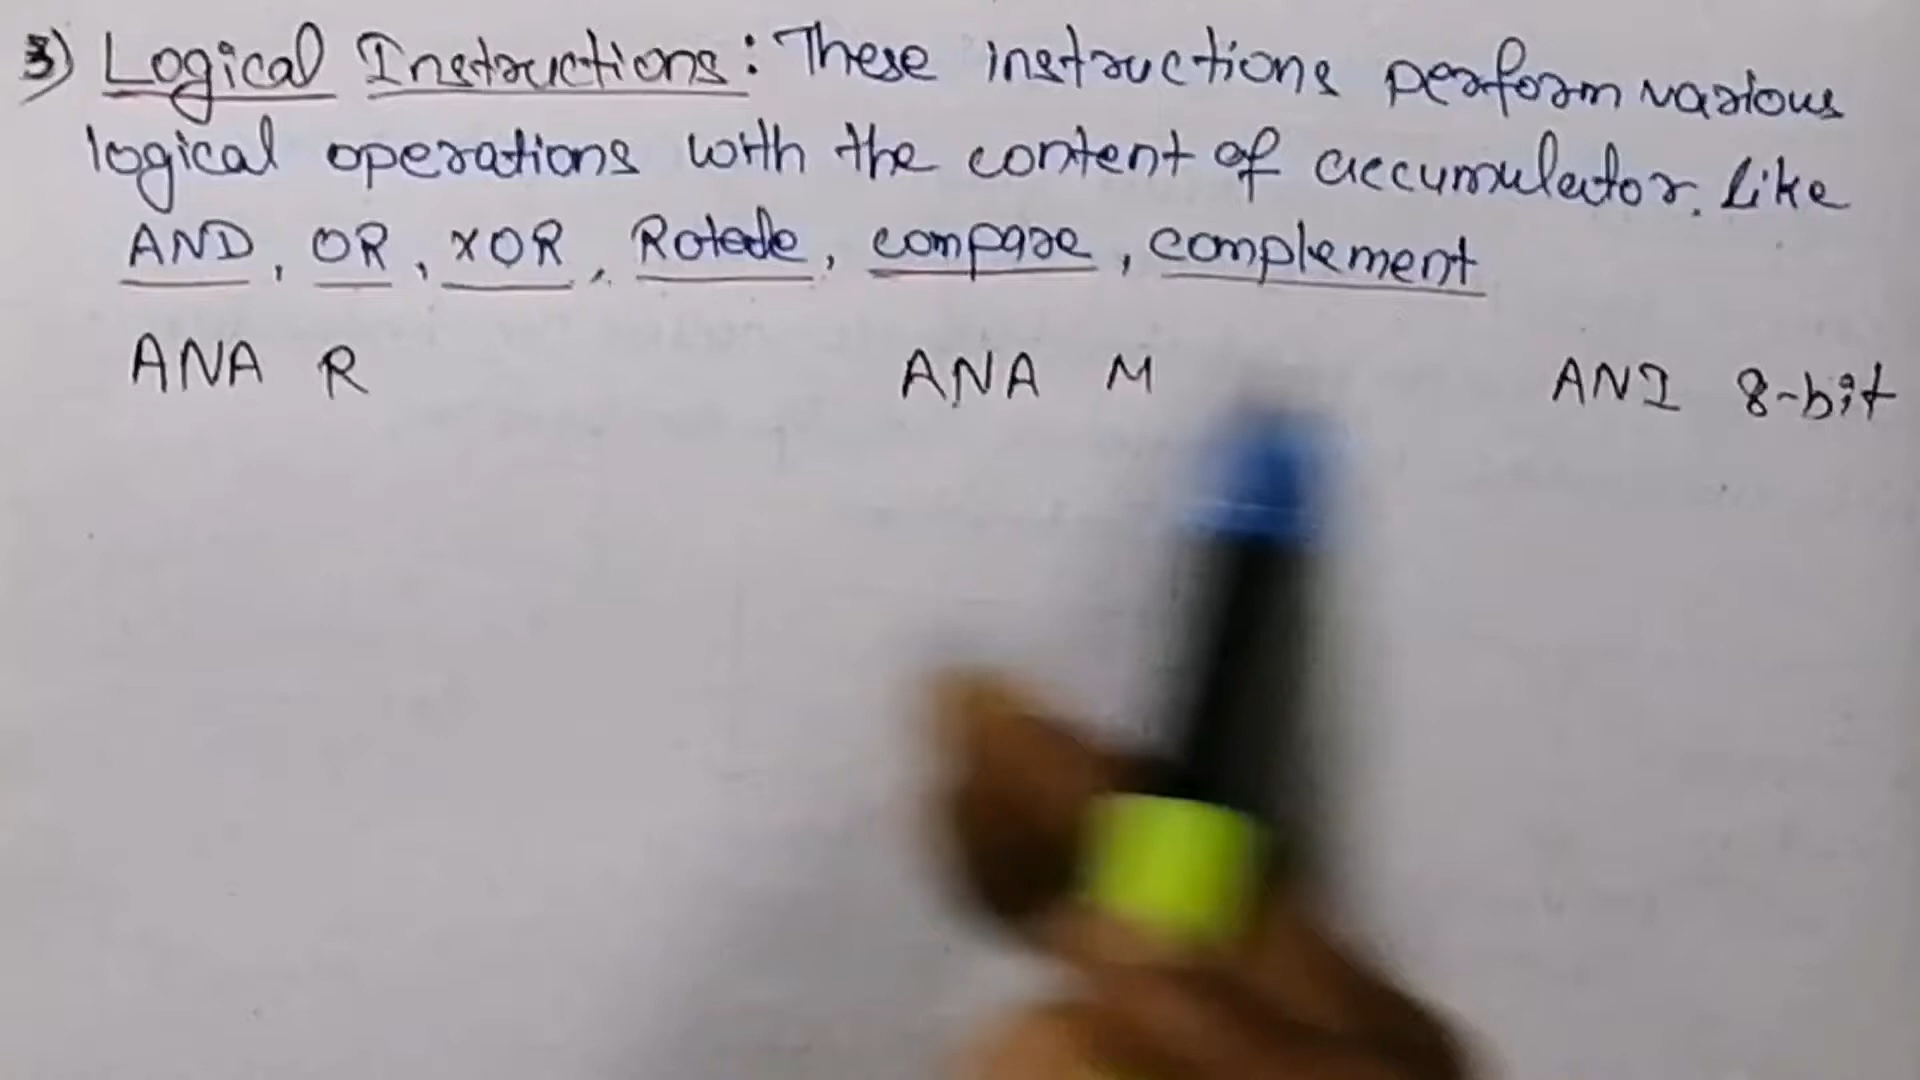 3) Logical Instructions: These instructions perform various
logical operations with the content of accumulator. Like
AND, OR, XOR, Rotate, compare, complement
ANA R ANA M ANI 8-bit